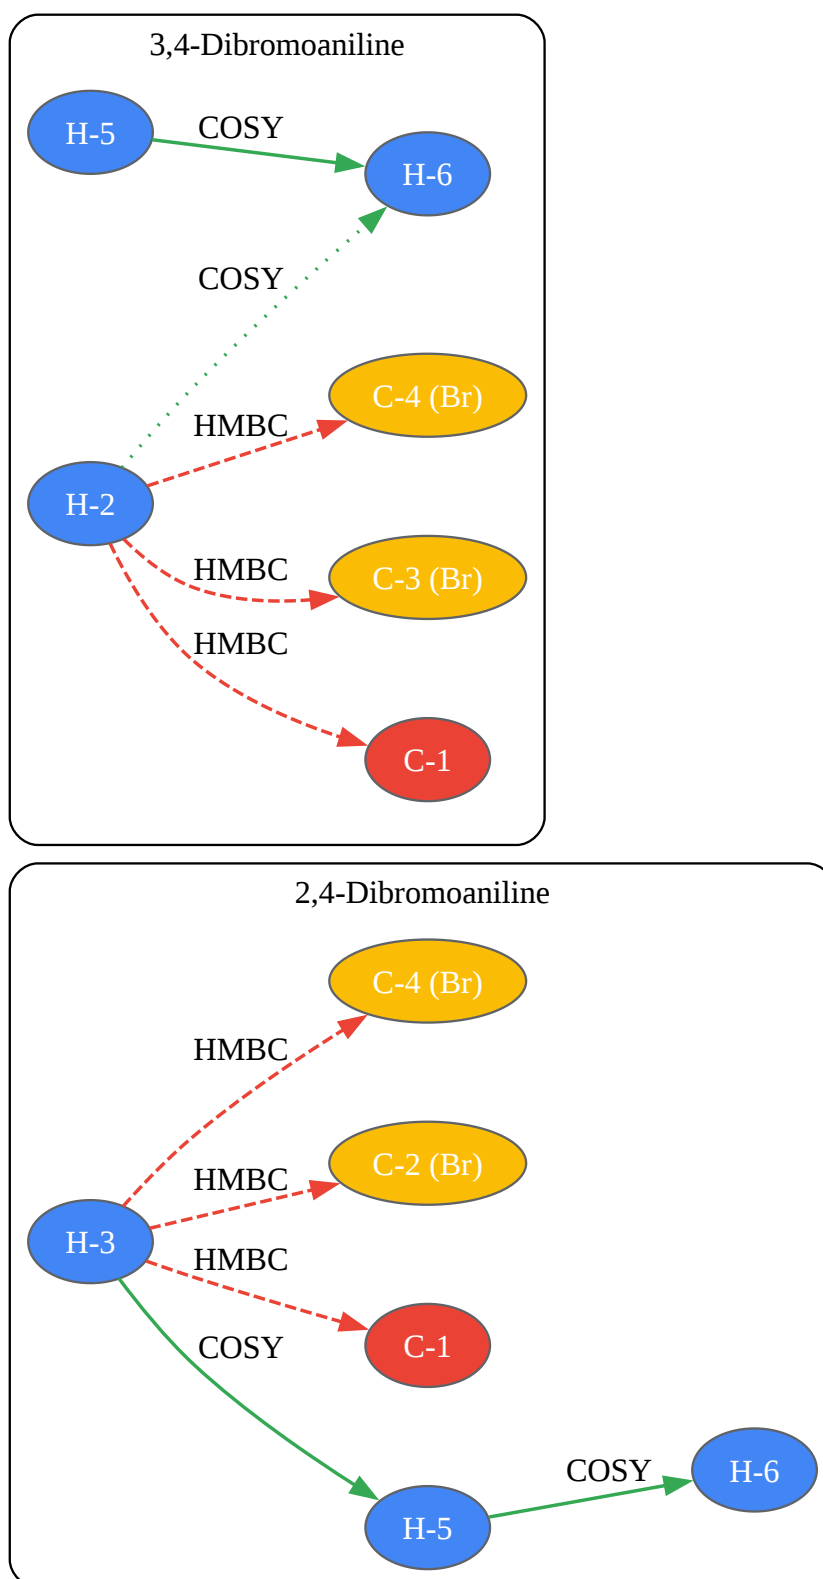 3,4-Dibromoaniline
H-5
COSY
H-6
COSY
C-4 (Br)
HMBC
H-2
HMBC
C-3 (Br)
HMBC
C-1
2,4-Dibromoaniline
C-4 (Br)
HMBC
HMBC
C-2 (Br)
H-3
HMBC
C-1
COSY
COSY
H-6
H-5